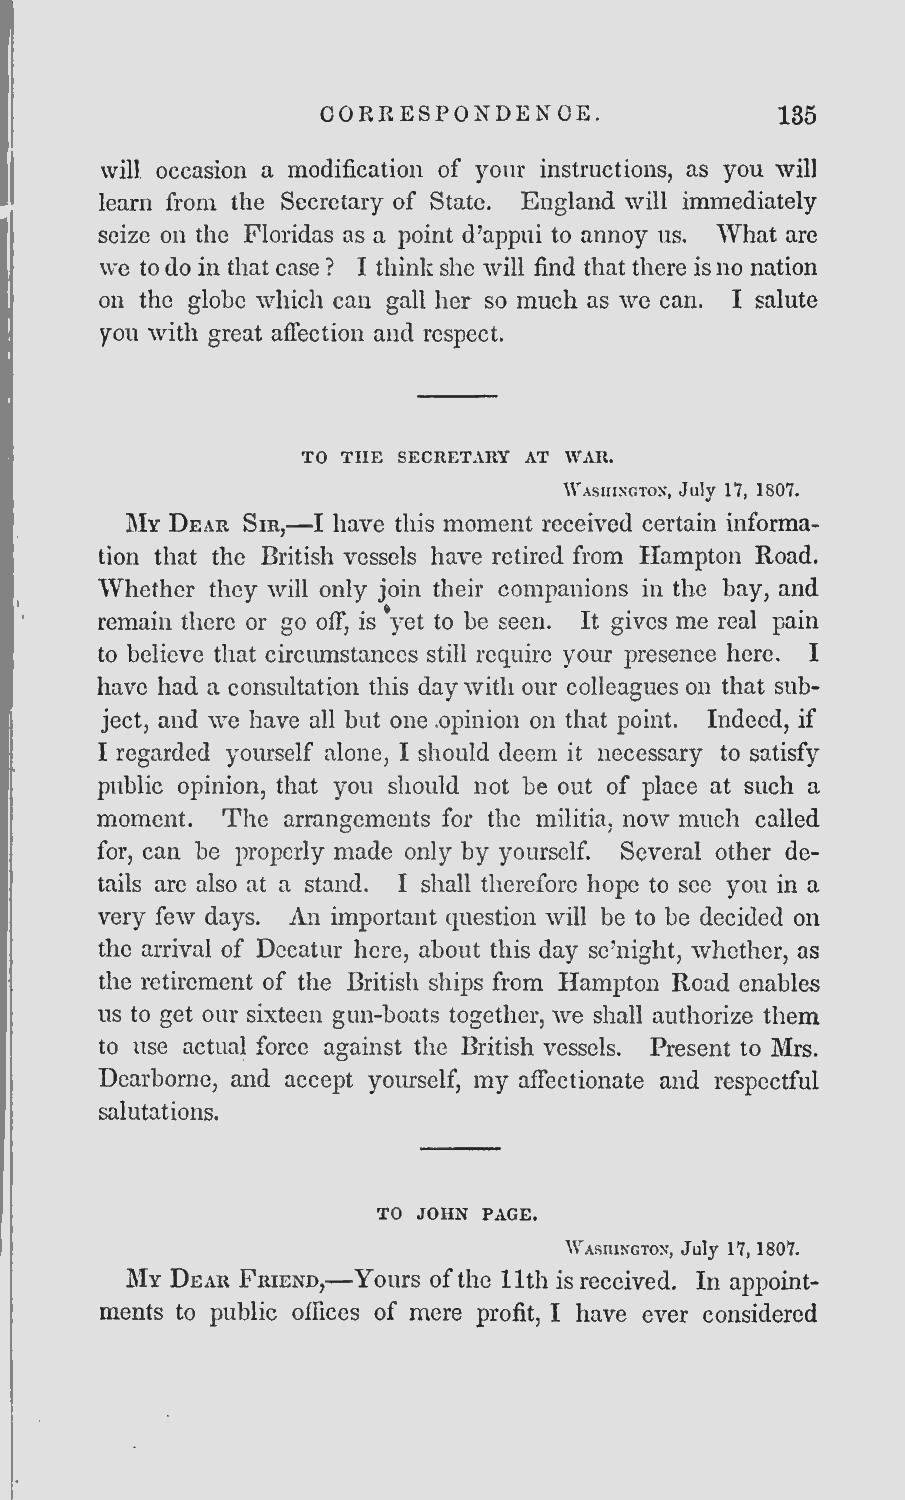 CORRESPONDENCE. 135
will occasion a modification of your instructions, as you will
learn from the Secretary of State. England will immediately
seize on the Floridas as a point d'appui to annoy us. What are
we to do in that case? I think she will find that there is no nation
on the globe which can gall her so much as we can. I salute
you with great affection and respect.
TO THE SECRETARY AT WAR.
WASHINGTON, July 17, 1807.
MY DEAR SIR,—I have this moment received certain informa-
tion that the British vessels have retired from Hampton Road.
Whether they will only join their companions in the bay, and
remain there or go off, is yet to be seen. It gives me real pain
to believe that circumstances still require your presence here. I
have had a consultation this day with our colleagues on that sub-
ject, and we have all but one opinion on that point. Indeed, if
I regarded yourself alone, I should deem it necessary to satisfy
public opinion, that you should not be out of place at such a
moment. The arrangements for the militia, now much called
for, can be properly made only by yourself. Several other de-
tails are also at a stand. I shall therefore hope to see you in a
very few days. An important question will be to be decided on
the arrival of Decatur here, about this day se'night, whether, as
the retirement of the British ships from Hampton Road enables
us to get our sixteen gun-boats together, we shall authorize them
to use actual force against the British vessels. Present to Mrs.
Dearborne, and accept yourself, my affectionate and respectful
salutations.
TO JOHN PAGE.
WASHINGTON, July 17, 1807.
MY DEAR FRIEND,—Yours of the 11th is received. In appoint-
ments to public offices of mere profit, I have ever considered